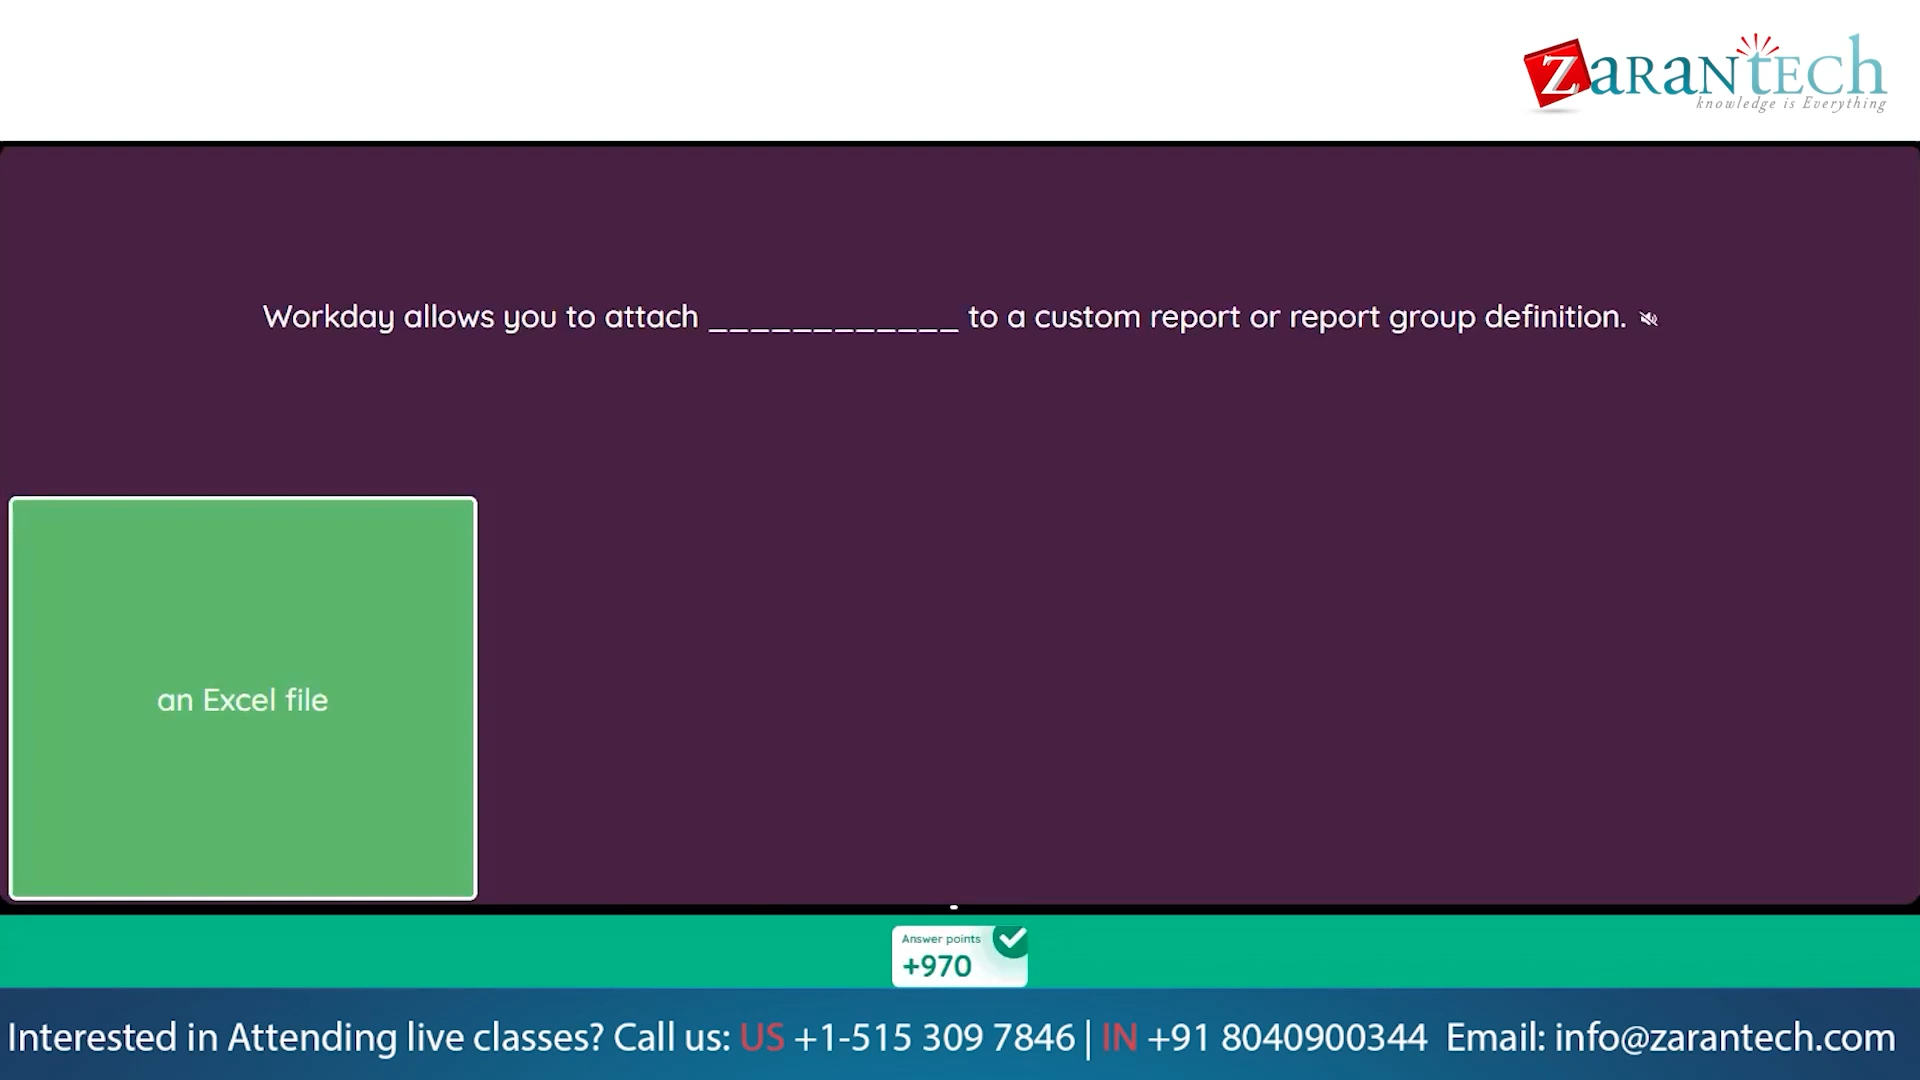 ZARANTECH
knowledge is Everything
Workday allows you to attach ____________ to a custom report or report group definition.
an Excel file
Answer points
+970
Interested in Attending live classes? Call us: US +1-515 309 7846 | IN +91 8040900344 Email: info@zarantech.com